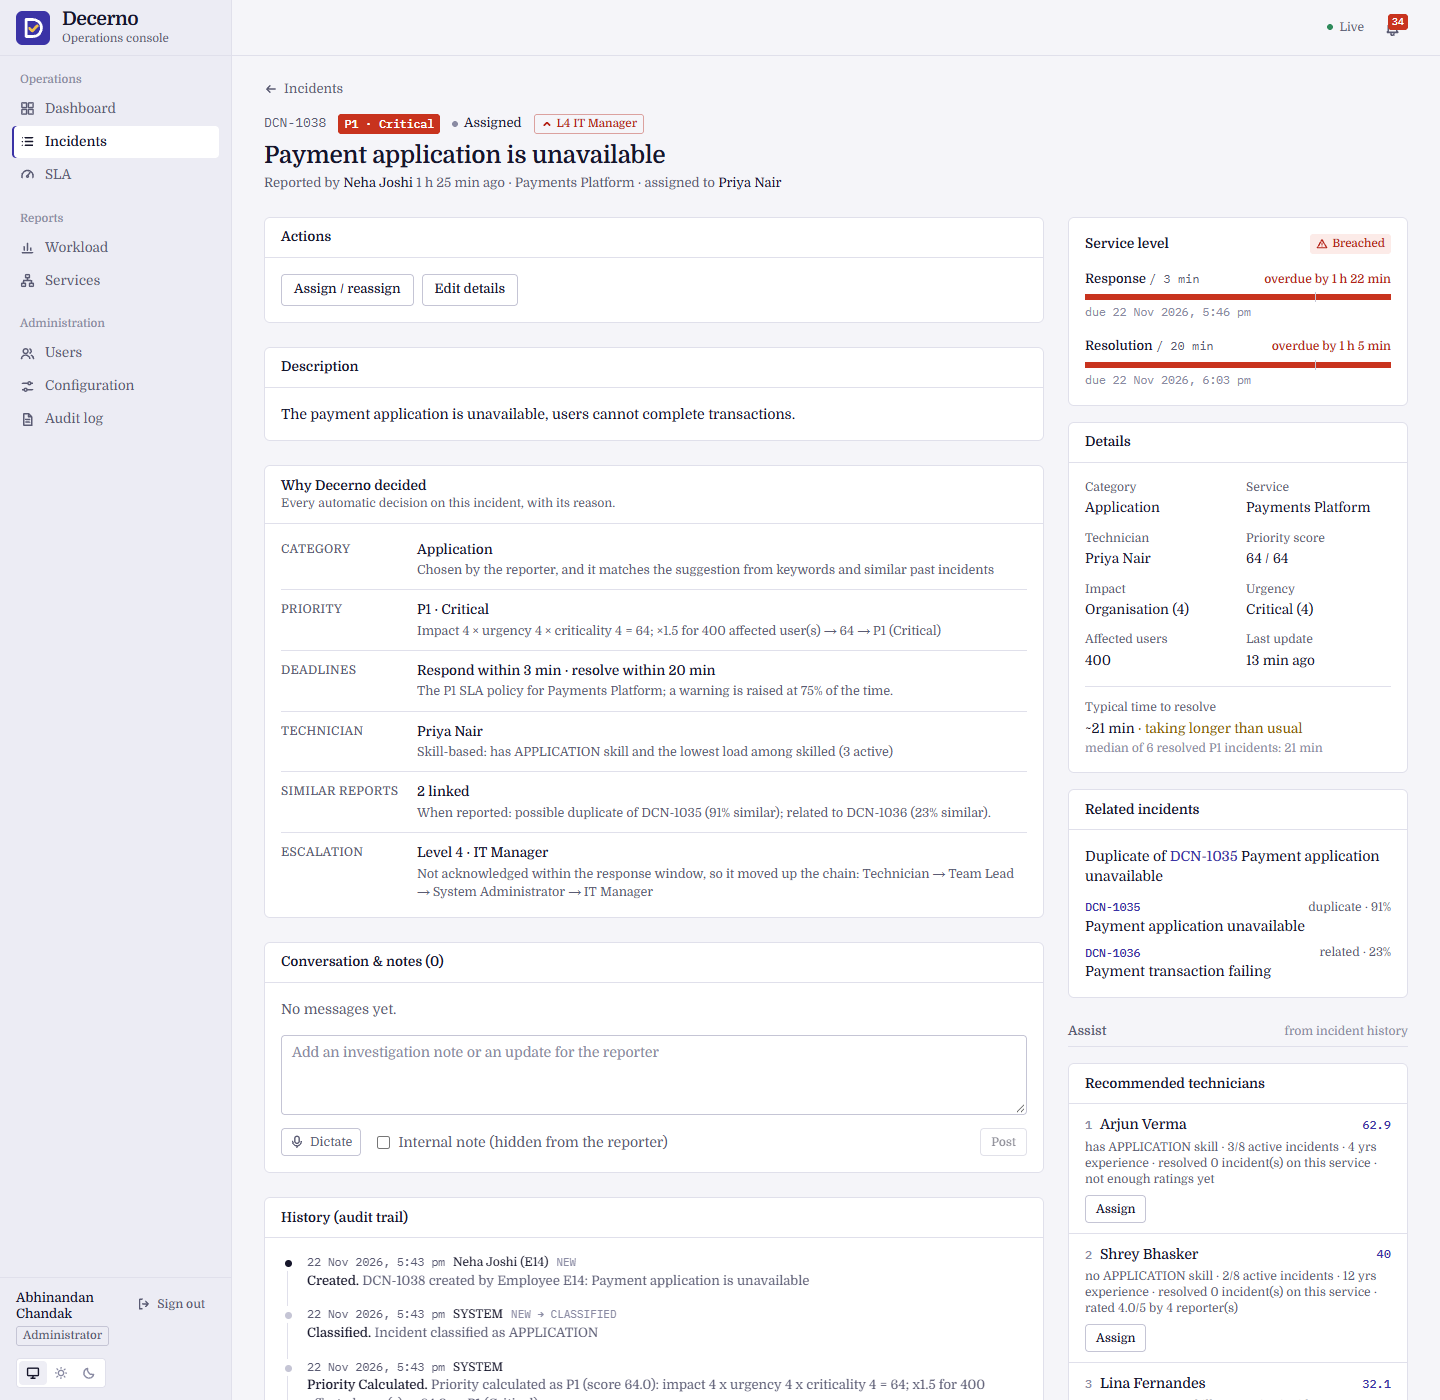 Decerno
Operations console
Operations
Dashboard
Incidents
SLA
Reports
Workload
Services
Administration
Users
Configuration
Audit log
Abhinandan
Chandak
Administrator
Sign out
Live
34
Incidents
DCN-1038 P1 · Critical Assigned L4 IT Manager
Payment application is unavailable
Reported by Neha Joshi 1 h 25 min ago · Payments Platform · assigned to Priya Nair
Actions
Assign / reassign Edit details
Description
The payment application is unavailable, users cannot complete transactions.
Why Decerno decided
Every automatic decision on this incident, with its reason.
CATEGORY Application
Chosen by the reporter, and it matches the suggestion from keywords and similar past incidents
PRIORITY P1 · Critical
Impact 4 × urgency 4 × criticality 4 = 64; ×1.5 for 400 affected user(s) → 64 → P1 (Critical)
DEADLINES Respond within 3 min · resolve within 20 min
The P1 SLA policy for Payments Platform; a warning is raised at 75% of the time.
TECHNICIAN Priya Nair
Skill-based: has APPLICATION skill and the lowest load among skilled (3 active)
SIMILAR REPORTS 2 linked
When reported: possible duplicate of DCN-1035 (91% similar); related to DCN-1036 (23% similar).
ESCALATION Level 4 · IT Manager
Not acknowledged within the response window, so it moved up the chain: Technician → Team Lead
→ System Administrator → IT Manager
Conversation & notes (0)
No messages yet.
Add an investigation note or an update for the reporter
Dictate Internal note (hidden from the reporter) Post
History (audit trail)
22 Nov 2026, 5:43 pm Neha Joshi (E14) NEW
Created. DCN-1038 created by Employee E14: Payment application is unavailable
22 Nov 2026, 5:43 pm SYSTEM NEW → CLASSIFIED
Classified. Incident classified as APPLICATION
22 Nov 2026, 5:43 pm SYSTEM
Priority Calculated. Priority calculated as P1 (score 64.0): impact 4 x urgency 4 x criticality 4 = 64; x1.5 for 400
Service level Breached
Response / 3 min overdue by 1 h 22 min
due 22 Nov 2026, 5:46 pm
Resolution / 20 min overdue by 1 h 5 min
due 22 Nov 2026, 6:03 pm
Details
Category Service
Application Payments Platform
Technician Priority score
Priya Nair 64 / 64
Impact Urgency
Organisation (4) Critical (4)
Affected users Last update
400 13 min ago
Typical time to resolve
~21 min · taking longer than usual
median of 6 resolved P1 incidents: 21 min
Related incidents
Duplicate of DCN-1035 Payment application
unavailable
DCN-1035 duplicate · 91%
Payment application unavailable
DCN-1036 related · 23%
Payment transaction failing
Assist from incident history
Recommended technicians
1 Arjun Verma 62.9
has APPLICATION skill · 3/8 active incidents · 4 yrs
experience · resolved 0 incident(s) on this service ·
not enough ratings yet
Assign
2 Shrey Bhasker 40
no APPLICATION skill · 2/8 active incidents · 12 yrs
experience · resolved 0 incident(s) on this service ·
rated 4.0/5 by 4 reporter(s)
Assign
3 Lina Fernandes 32.1